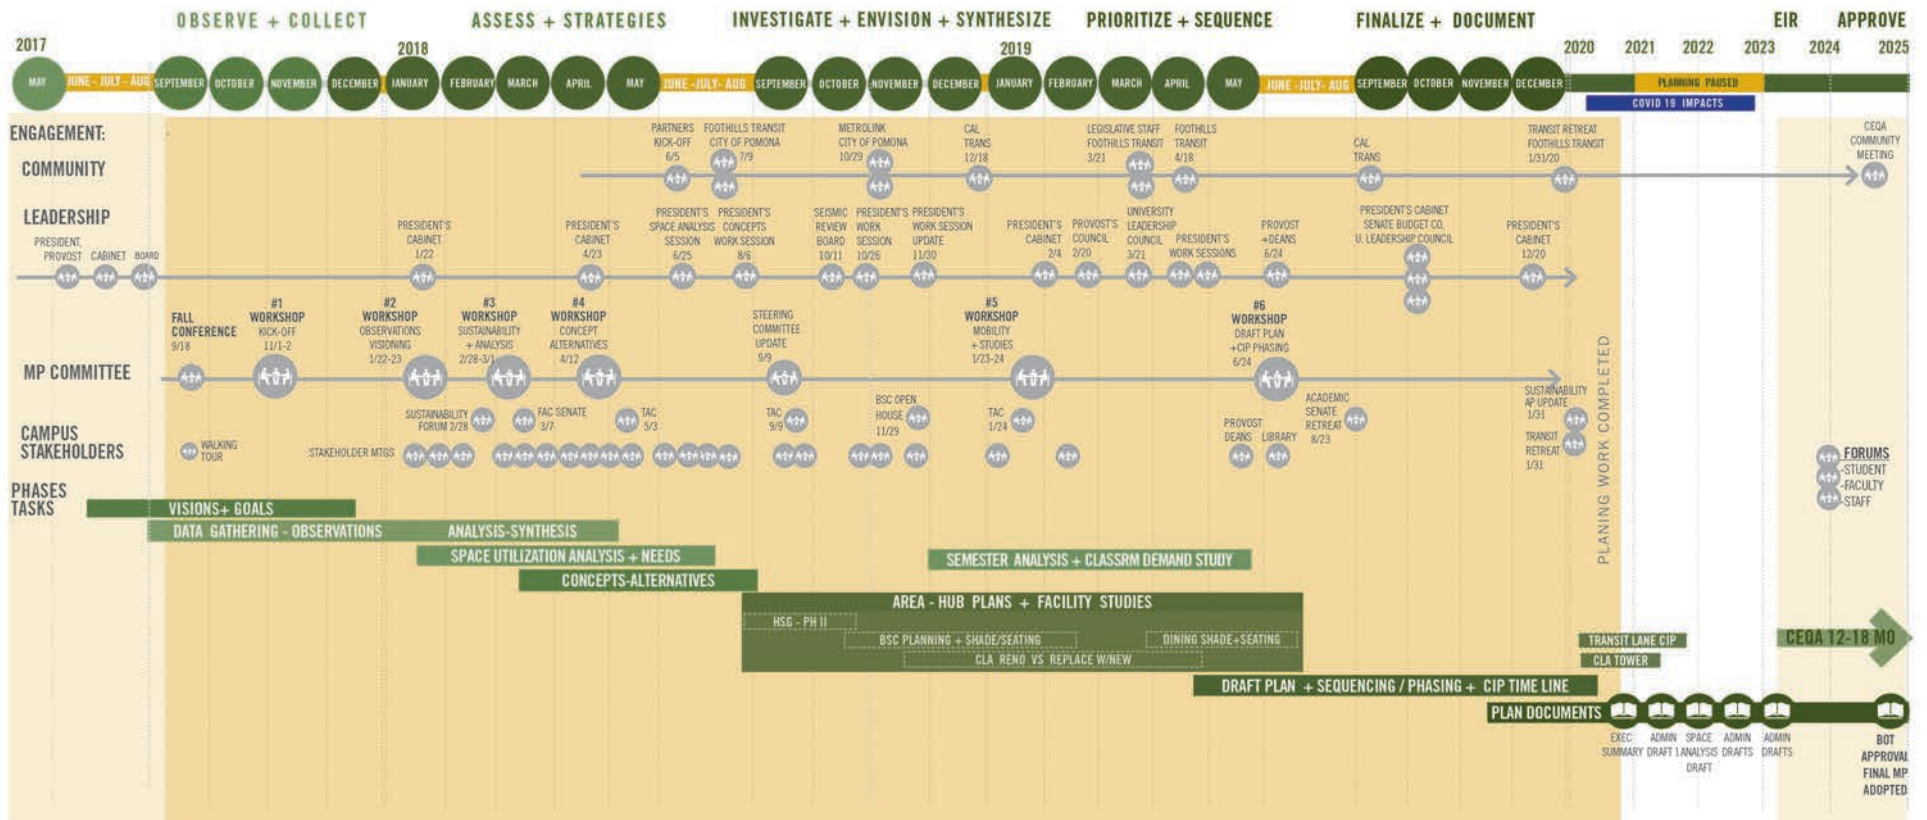 OBSERVE + COLLECT
ASSESS + STRATEGIES
INVESTIGATE + ENVISION + SYNTHESIZE
PRIORITIZE + SEQUENCE
FINALIZE + DOCUMENT
EIR
APPROVE
2017
2018
2019
2020
2021
2022
2023
2024
2025
MAY
JUNE - JULY - AUG
SEPTEMBER
OCTOBER
NOVEMBER
DECEMBER
JANUARY
FEBRUARY
MARCH
APRIL
MAY
JUNE -JULY- AUG
SEPTEMBER
OCTOBER
NOVEMBER
DECEMBER
JANUARY
FEBRUARY
MARCH
APRIL
MAY
JUNE -JULY- AUG
SEPTEMBER
OCTOBER
NOVEMBER
DECEMBER
PLANNING PAUSED
COVID 19 IMPACTS
ENGAGEMENT:
COMMUNITY
PARTNERS
KICK-OFF
6/5
FOOTHILLS TRANSIT
CITY OF POMONA
7/9
METROLINK
CITY OF POMONA
10/29
CAL
TRANS
12/18
LEGISLATIVE STAFF
FOOTHILLS TRANSIT
3/21
FOOTHILLS
TRANSIT
4/18
CAL
TRANS
TRANSIT RETREAT
FOOTHILLS TRANSIT
1/31/20
CEQA
COMMUNITY
MEETING
LEADERSHIP
PRESIDENT,
PROVOST
CABINET
BOARD
PRESIDENT'S
CABINET
1/22
PRESIDENT'S
CABINET
4/23
PRESIDENT'S
SPACE ANALYSIS
SESSION
6/25
PRESIDENT'S
CONCEPTS
WORK SESSION
8/6
SEISMIC
REVIEW
BOARD
10/11
PRESIDENT'S
WORK
SESSION
10/26
PRESIDENT'S
WORK SESSION
UPDATE
11/30
PRESIDENT'S
CABINET
2/4
PROVOST'S
COUNCIL
2/20
UNIVERSITY
LEADERSHIP
COUNCIL
3/21
PRESIDENT'S
WORK SESSIONS
PROVOST
+DEANS
6/24
PRESIDENT'S CABINET
SENATE BUDGET CO,
U. LEADERSHIP COUNCIL
PRESIDENT'S
CABINET
12/20
MP COMMITTEE
FALL
CONFERENCE
9/18
#1
WORKSHOP
KICK-OFF
11/1-2
#2
WORKSHOP
OBSERVATIONS
VISIONING
1/22-23
#3
WORKSHOP
SUSTAINABILITY
+ ANALYSIS
2/28-3/1
#4
WORKSHOP
CONCEPT
ALTERNATIVES
4/12
STEERING
COMMITTEE
UPDATE
9/9
#5
WORKSHOP
MOBILITY
+ STUDIES
1/23-24
#6
WORKSHOP
DRAFT PLAN
+CIP PHASING
6/24
CAMPUS
STAKEHOLDERS
WALKING
TOUR
STAKEHOLDER MTGS
SUSTAINABILITY
FORUM 2/28
FAC SENATE
3/7
TAC
5/3
TAC
9/9
BSC OPEN
HOUSE
11/29
TAC
1/24
PROVOST
DEANS
LIBRARY
ACADEMIC
SENATE
RETREAT
8/23
SUSTAINABILITY
AP UPDATE
1/31
TRANSIT
RETREAT
1/31
PLANING WORK COMPLETED
FORUMS
-STUDENT
-FACULTY
-STAFF
PHASES
TASKS
VISIONS+ GOALS
DATA GATHERING - OBSERVATIONS
ANALYSIS-SYNTHESIS
SPACE UTILIZATION ANALYSIS + NEEDS
SEMESTER ANALYSIS + CLASSRM DEMAND STUDY
CONCEPTS-ALTERNATIVES
AREA - HUB PLANS + FACILITY STUDIES
HSG - PH II
BSC PLANNING + SHADE/SEATING
DINING SHADE+SEATING
CLA RENO VS REPLACE W/NEW
TRANSIT LANE CIP
CLA TOWER
CEQA 12-18 MO
DRAFT PLAN + SEQUENCING / PHASING + CIP TIME LINE
PLAN DOCUMENTS
EXEC
SUMMARY
ADMIN
DRAFT 1
SPACE
ANALYSIS
DRAFT
ADMIN
DRAFTS
ADMIN
DRAFTS
BOT
APPROVAL
FINAL MP
ADOPTED